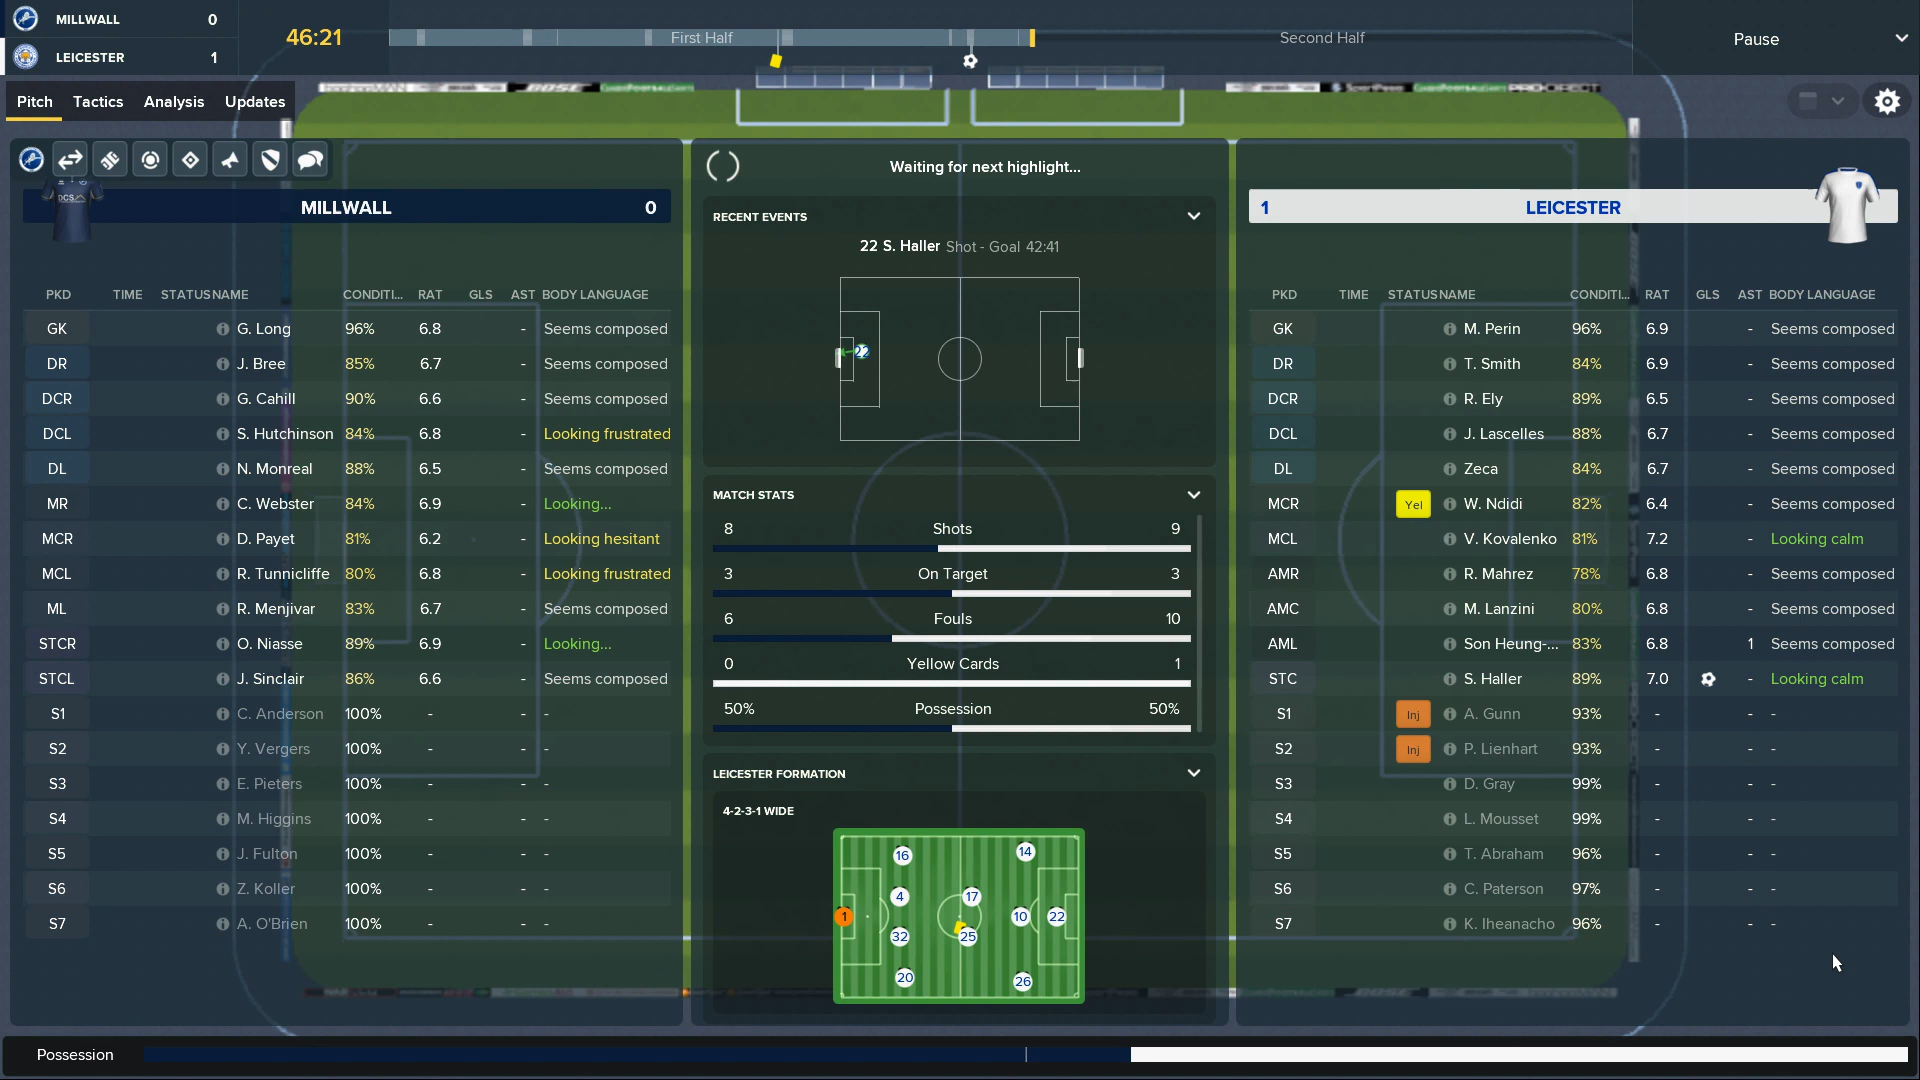 MILLWALL 0
LEICESTER 1
46:21
First Half
Second Half
Pause
Pitch Tactics Analysis Updates
MILLWALL 0
PKD TIME STATUS NAME CONDITI... RAT GLS AST BODY LANGUAGE
GK G. Long 96% 6.8 - Seems composed
DR J. Bree 85% 6.7 - Seems composed
DCR G. Cahill 90% 6.6 - Seems composed
DCL S. Hutchinson 84% 6.8 - Looking frustrated
DL N. Monreal 88% 6.5 - Seems composed
MR C. Webster 84% 6.9 - Looking...
MCR D. Payet 81% 6.2 - Looking hesitant
MCL R. Tunnicliffe 80% 6.8 - Looking frustrated
ML R. Menjivar 83% 6.7 - Seems composed
STCR O. Niasse 89% 6.9 - Looking...
STCL J. Sinclair 86% 6.6 - Seems composed
S1 C. Anderson 100% - - -
S2 Y. Vergers 100% - - -
S3 E. Pieters 100% - - -
S4 M. Higgins 100% - - -
S5 J. Fulton 100% - - -
S6 Z. Koller 100% - - -
S7 A. O'Brien 100% - - -
Waiting for next highlight...
RECENT EVENTS
22 S. Haller Shot - Goal 42:41
22
MATCH STATS
8 Shots 9
3 On Target 3
6 Fouls 10
0 Yellow Cards 1
50% Possession 50%
LEICESTER FORMATION
4-2-3-1 WIDE
16 14
4 17
1 10 22
32 25
20 26
1 LEICESTER
PKD TIME STATUS NAME CONDITI... RAT GLS AST BODY LANGUAGE
GK M. Perin 96% 6.9 - Seems composed
DR T. Smith 84% 6.9 - Seems composed
DCR R. Ely 89% 6.5 - Seems composed
DCL J. Lascelles 88% 6.7 - Seems composed
DL Zeca 84% 6.7 - Seems composed
MCR Yel W. Ndidi 82% 6.4 - Seems composed
MCL V. Kovalenko 81% 7.2 - Looking calm
AMR R. Mahrez 78% 6.8 - Seems composed
AMC M. Lanzini 80% 6.8 - Seems composed
AML Son Heung-... 83% 6.8 1 Seems composed
STC S. Haller 89% 7.0 - Looking calm
S1 Inj A. Gunn 93% - - -
S2 Inj P. Lienhart 93% - - -
S3 D. Gray 99% - - -
S4 L. Mousset 99% - - -
S5 T. Abraham 96% - - -
S6 C. Paterson 97% - - -
S7 K. Iheanacho 96% - - -
Possession